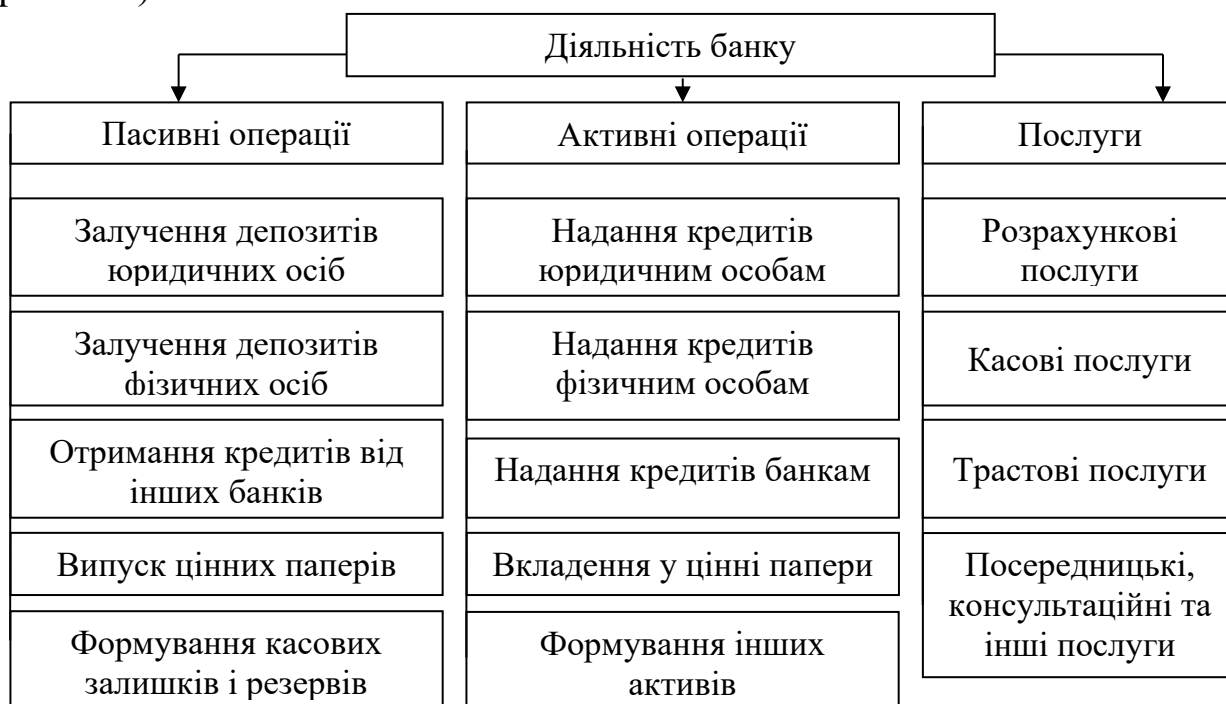 Діяльність банку
Пасивні операції
Активні операції
Послуги
Залучення депозитів
юридичних осіб
Надання кредитів
юридичним особам
Розрахункові
послуги
Залучення депозитів
фізичних осіб
Надання кредитів
фізичним особам
Касові послуги
Отримання кредитів від
інших банків
Надання кредитів банкам
Трастові послуги
Випуск цінних паперів
Вкладення у цінні папери
Посередницькі,
консультаційні та
інші послуги
Формування касових
залишків і резервів
Формування інших
активів